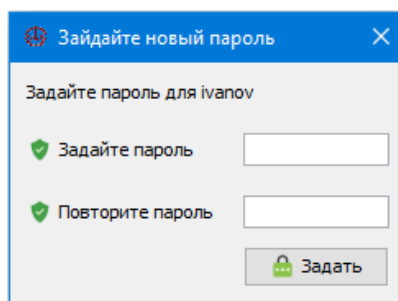 Зайдайте новый пароль
Задайте пароль для ivanov
Задайте пароль
Повторите пароль
Задать